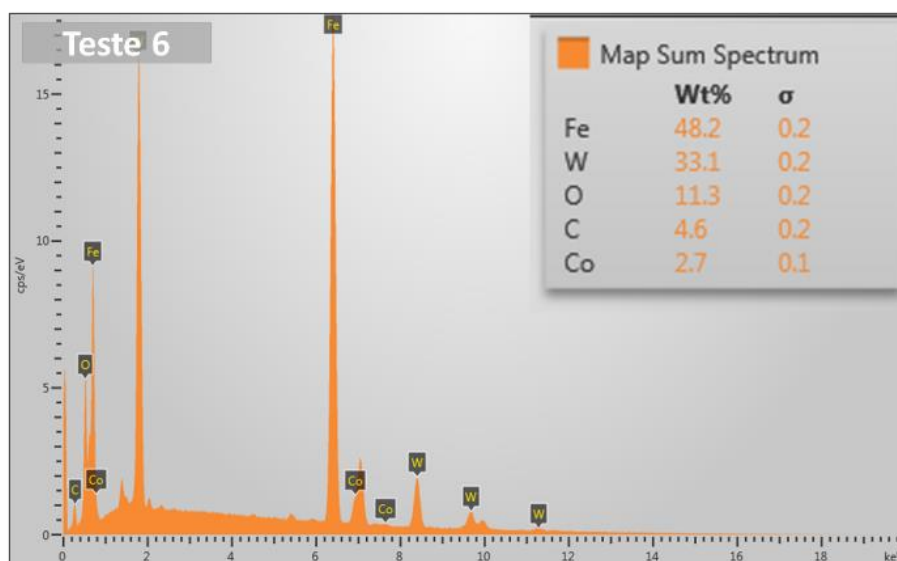 Teste 6
Fe
Map Sum Spectrum
Wt% σ
Fe 48.2 0.2
W 33.1 0.2
O 11.3 0.2
C 4.6 0.2
Co 2.7 0.1
15
10
5
0
cps/eV
Fe
O
Co
C
Co
Co
W
W
W
0 2 4 6 8 10 12 14 16 18 ke